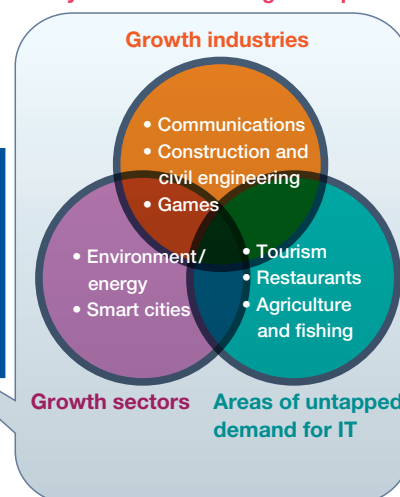 Growth industries
• Communications
• Construction and
civil engineering
• Games
• Environment/
energy
• Smart cities
• Tourism
• Restaurants
• Agriculture
and fishing
Growth sectors
Areas of untapped
demand for IT